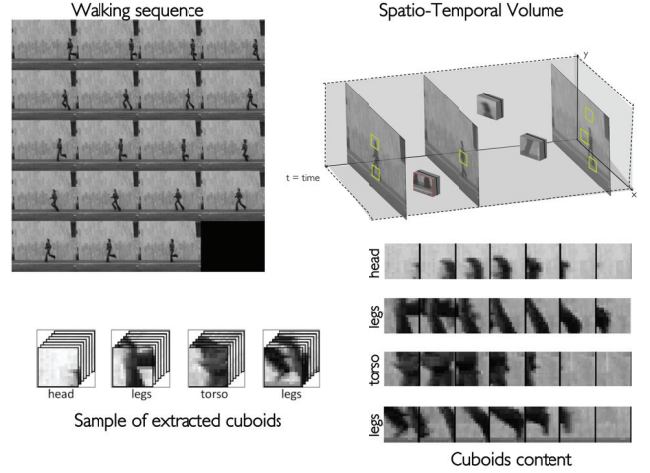 Walking sequence
Spatio-Temporal Volume
y
t = time
x
head
legs
torso
legs
head
legs
torso
legs
Sample of extracted cuboids
Cuboids content